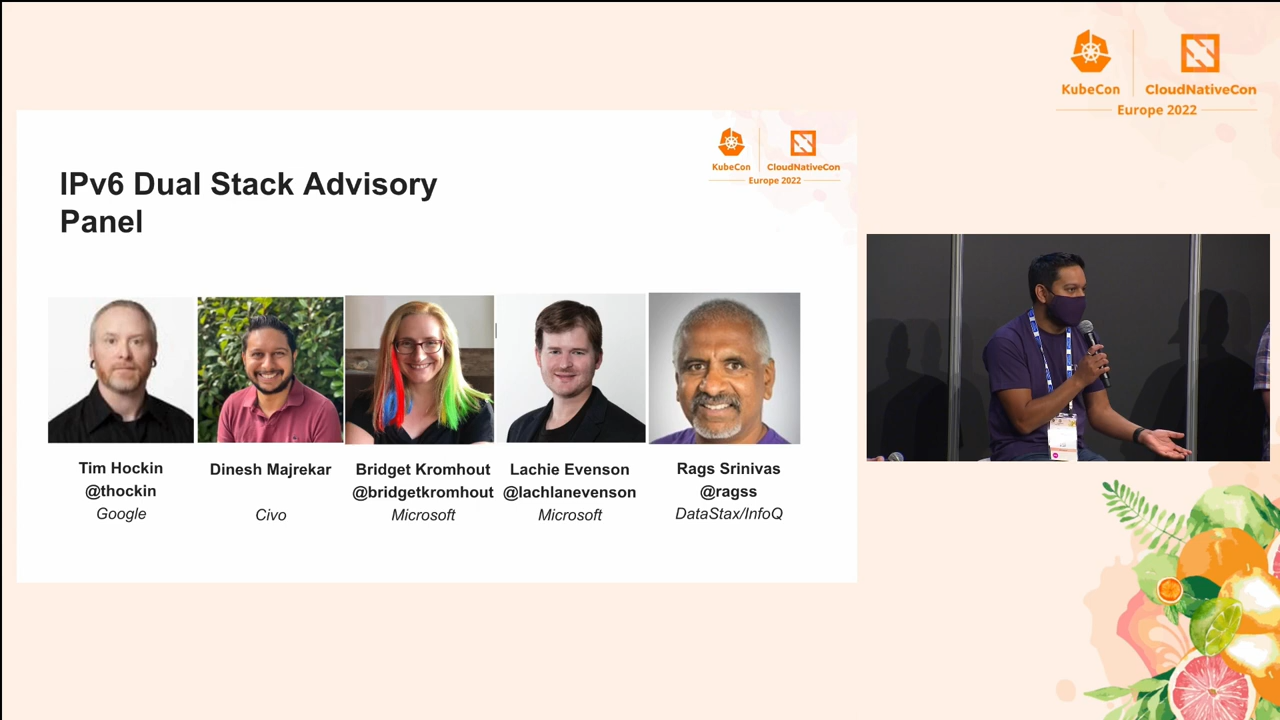 KubeCon
CloudNativeCon
Europe 2022
KubeCon
CloudNativeCon
Europe 2022
IPv6 Dual Stack Advisory
Panel
Tim Hockin
@thockin
Google
Dinesh Majrekar
Civo
Bridget Kromhout
@bridgetkromhout
Microsoft
Lachie Evenson
@lachlanevenson
Microsoft
Rags Srinivas
@ragss
DataStax/InfoQ